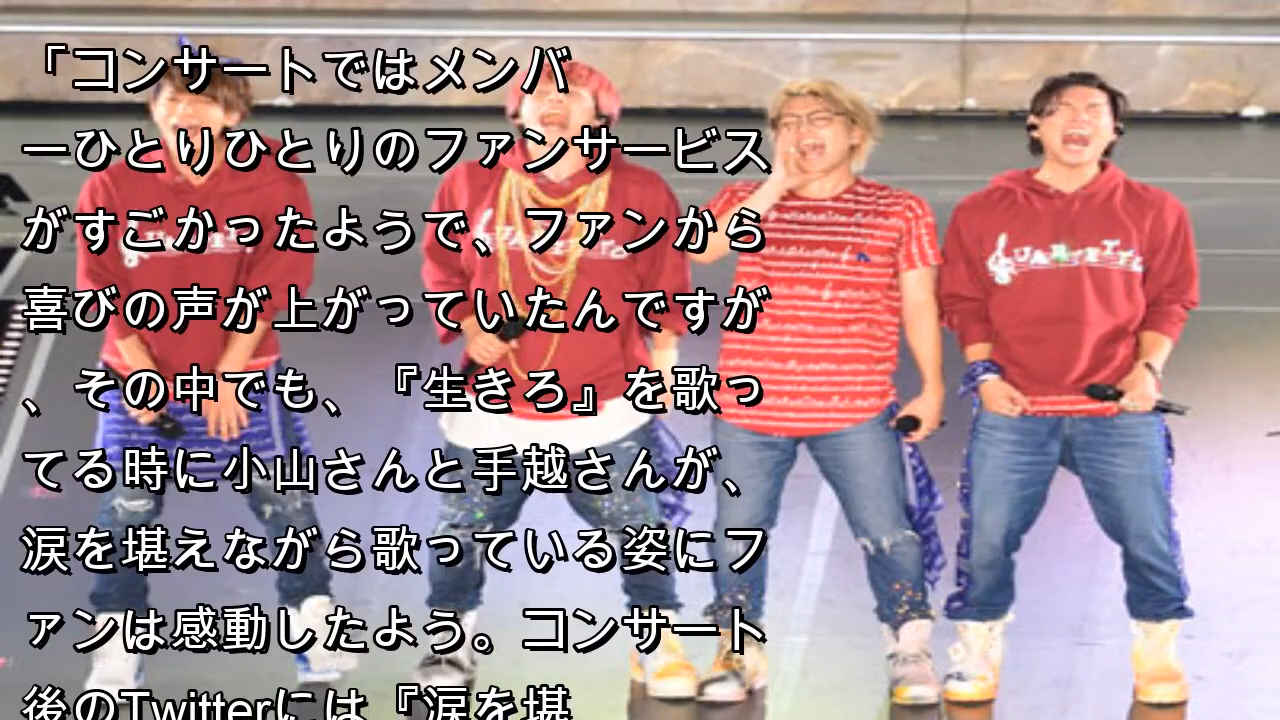 「コンサートではメンバ
ーひとりひとりのファンサービス
がすごかったようで、ファンから
喜びの声が上がっていたんですが
、その中でも、『生きろ』を歌っ
てる時に小山さんと手越さんが、
涙を堪えながら歌っている姿にフ
ァンは感動したよう。コンサート
後のTwitterには『涙を堪
QUARTETTO